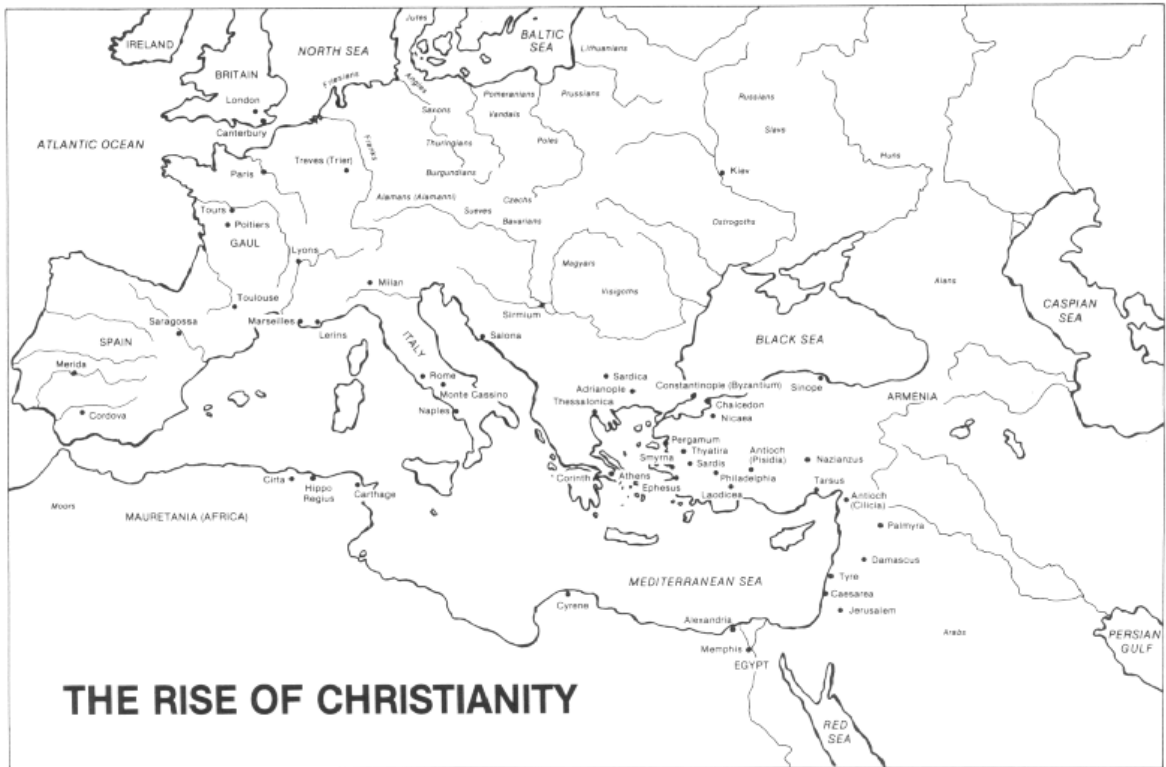 Jutes
IRELAND
NORTH SEA
BALTIC
SEA
Lithuanians
BRITAIN
Friesians
Angles
Pomeranians
Prussians
London
Saxons
Vandals
Russians
Canterbury
Slavs
ATLANTIC OCEAN
Franks
Thuringians
Poles
Huns
Paris
Treves (Trier)
Burgundians
Kiev
Alamans (Alamanni)
Czechs
Tours
Sueves
Bavarians
Ostrogoths
Poitiers
GAUL
Lyons
Magyars
Milan
Visigoths
Alans
Toulouse
CASPIAN
SEA
Saragossa
Marseilles
Lerins
Sirmium
SPAIN
ITALY
Salona
BLACK SEA
Merida
Rome
Sardica
Constantinople (Byzantium)
Sinope
Monte Cassino
Adrianople
ARMENIA
Cordova
Naples
Thessalonica
Chalcedon
Nicaea
Pergamum
Thyatira
Antioch
(Pisidia)
Nazianzus
Smyrna
Sardis
Cirta
Hippo
Regius
Carthage
Corinth
Athens
Ephesus
Philadelphia
Laodicea
Tarsus
Antioch
(Cilicia)
Moors
MAURETANIA (AFRICA)
Palmyra
Damascus
MEDITERRANEAN SEA
Tyre
Caesarea
Cyrene
Jerusalem
Alexandria
Arabs
PERSIAN
GULF
Memphis
EGYPT
THE RISE OF CHRISTIANITY
RED
SEA